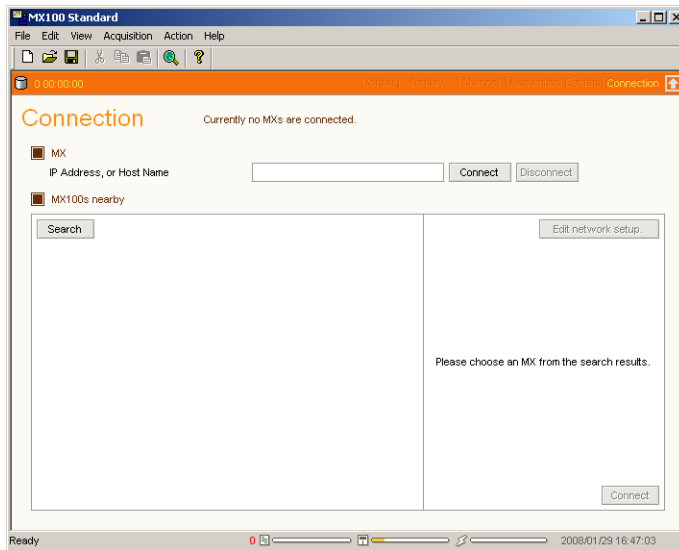 MX100 Standard
File Edit View Acquisition Action Help
0 00:00:00 Monitor Display Channel Acquisition System Connection
Connection Currently no MXs are connected.
MX
IP Address, or Host Name Connect Disconnect
MX100s nearby
Search Edit network setup.
Please choose an MX from the search results.
Connect
Ready 0 2008/01/29 16:47:03